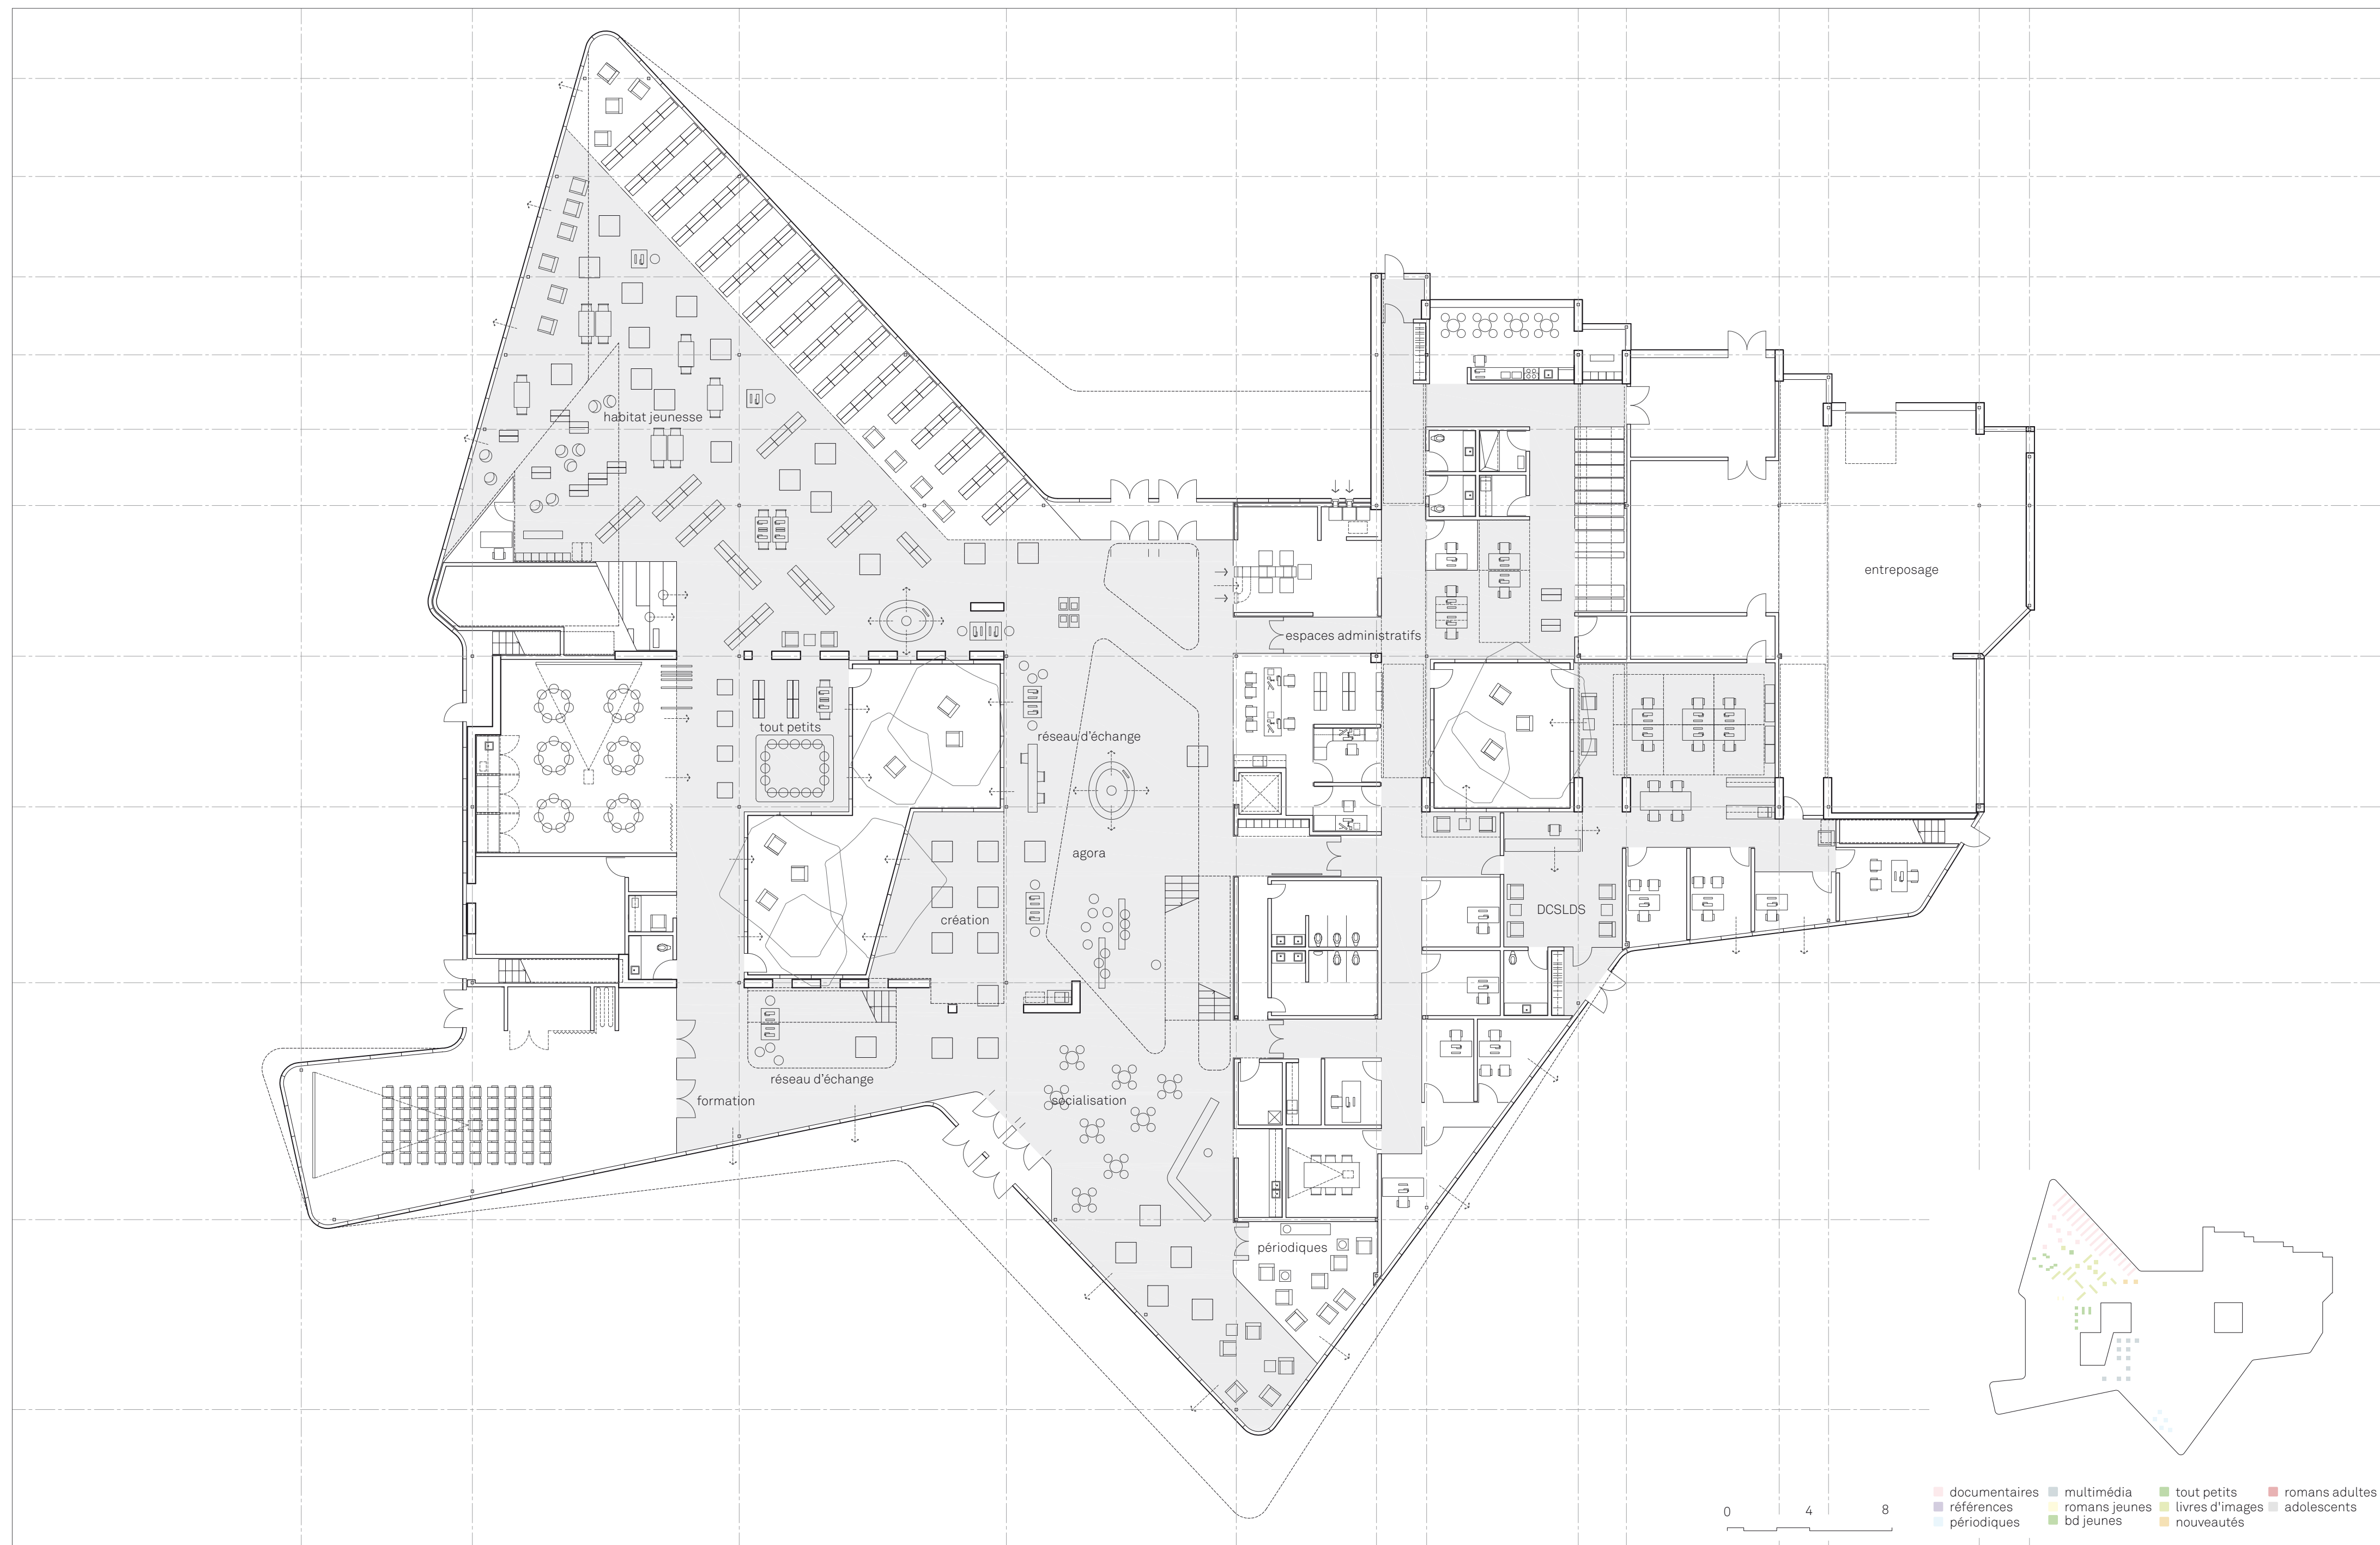 habitat jeunesse
entreposage
espaces administratifs
tout petits
réseau d'échange
agora
création
DCSLDS
réseau d'échange
formation
socialisation
périodiques
0 4 8
documentaires
références
périodiques
multimédia
romans jeunes
bd jeunes
tout petits
livres d'images
nouveautés
romans adultes
adolescents